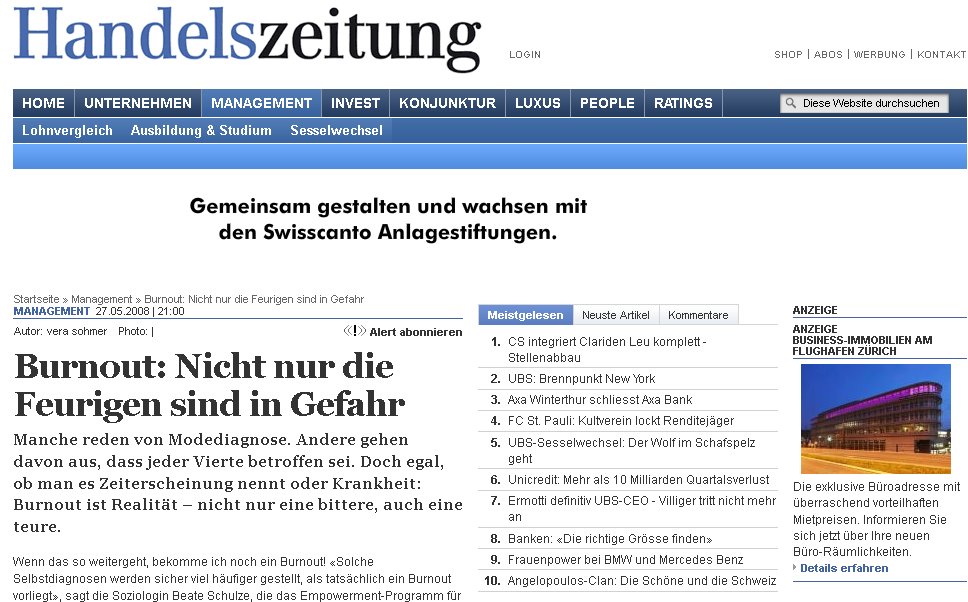 Handelszeitung
LOGIN
SHOP | ABOS | WERBUNG | KONTAKT
HOME UNTERNEHMEN MANAGEMENT INVEST KONJUNKTUR LUXUS PEOPLE RATINGS Diese Website durchsuchen
Lohnvergleich Ausbildung & Studium Sesselwechsel
Gemeinsam gestalten und wachsen mit
den Swisscanto Anlagestiftungen.
Startseite » Management » Burnout: Nicht nur die Feurigen sind in Gefahr
MANAGEMENT 27.05.2008 | 21:00
Autor: vera sohmer Photo: |
Alert abonnieren
Burnout: Nicht nur die
Feurigen sind in Gefahr
Manche reden von Modediagnose. Andere gehen
davon aus, dass jeder Vierte betroffen sei. Doch egal,
ob man es Zeiterscheinung nennt oder Krankheit:
Burnout ist Realität – nicht nur eine bittere, auch eine
teure.
Wenn das so weitergeht, bekomme ich noch ein Burnout! «Solche
Selbstdiagnosen werden sicher viel häufiger gestellt, als tatsächlich ein Burnout
vorliegt», sagt die Soziologin Beate Schulze, die das Empowerment-Programm für
Meistgelesen Neuste Artikel Kommentare
1. CS integriert Clariden Leu komplett -
Stellenabbau
2. UBS: Brennpunkt New York
3. Axa Winterthur schliesst Axa Bank
4. FC St. Pauli: Kultverein lockt Renditejäger
5. UBS-Sesselwechsel: Der Wolf im Schafspelz
geht
6. Unicredit: Mehr als 10 Milliarden Quartalsverlust
7. Ermotti definitiv UBS-CEO - Villiger tritt nicht mehr
an
8. Banken: «Die richtige Grösse finden»
9. Frauenpower bei BMW und Mercedes Benz
10. Angelopoulos-Clan: Die Schöne und die Schweiz
ANZEIGE
ANZEIGE
BUSINESS-IMMOBILIEN AM
FLUGHAFEN ZÜRICH
Die exklusive Büroadresse mit
überraschend vorteilhaften
Mietpreisen. Informieren Sie
sich jetzt über Ihre neuen
Büro-Räumlichkeiten.
Details erfahren